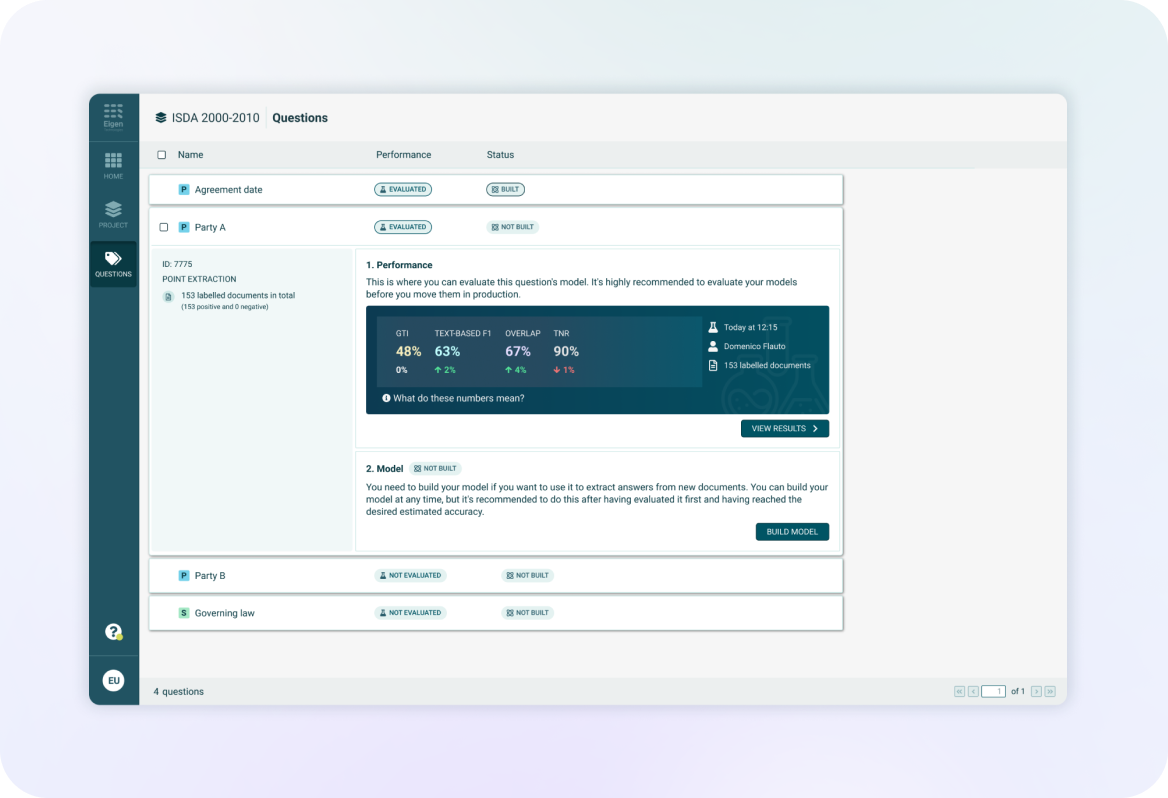 Eigen
ISDA 2000-2010 Questions
Name Performance Status
HOME
PROJECT
QUESTIONS
P Agreement date EVALUATED BUILT
P Party A EVALUATED NOT BUILT
ID: 7775
POINT EXTRACTION
153 labelled documents in total
(153 positive and 0 negative)
1. Performance
This is where you can evaluate this question's model. It's highly recommended to evaluate your models
before you move them in production.
GTI TEXT-BASED F1 OVERLAP TNR
48% 63% 67% 90%
0% 2% 4% 1%
Today at 12:15
Domenico Flauto
153 labelled documents
What do these numbers mean?
VIEW RESULTS
2. Model NOT BUILT
You need to build your model if you want to use it to extract answers from new documents. You can build your
model at any time, but it's recommended to do this after having evaluated it first and having reached the
desired estimated accuracy.
BUILD MODEL
P Party B NOT EVALUATED NOT BUILT
S Governing law NOT EVALUATED NOT BUILT
?
EU
4 questions
1 of 1